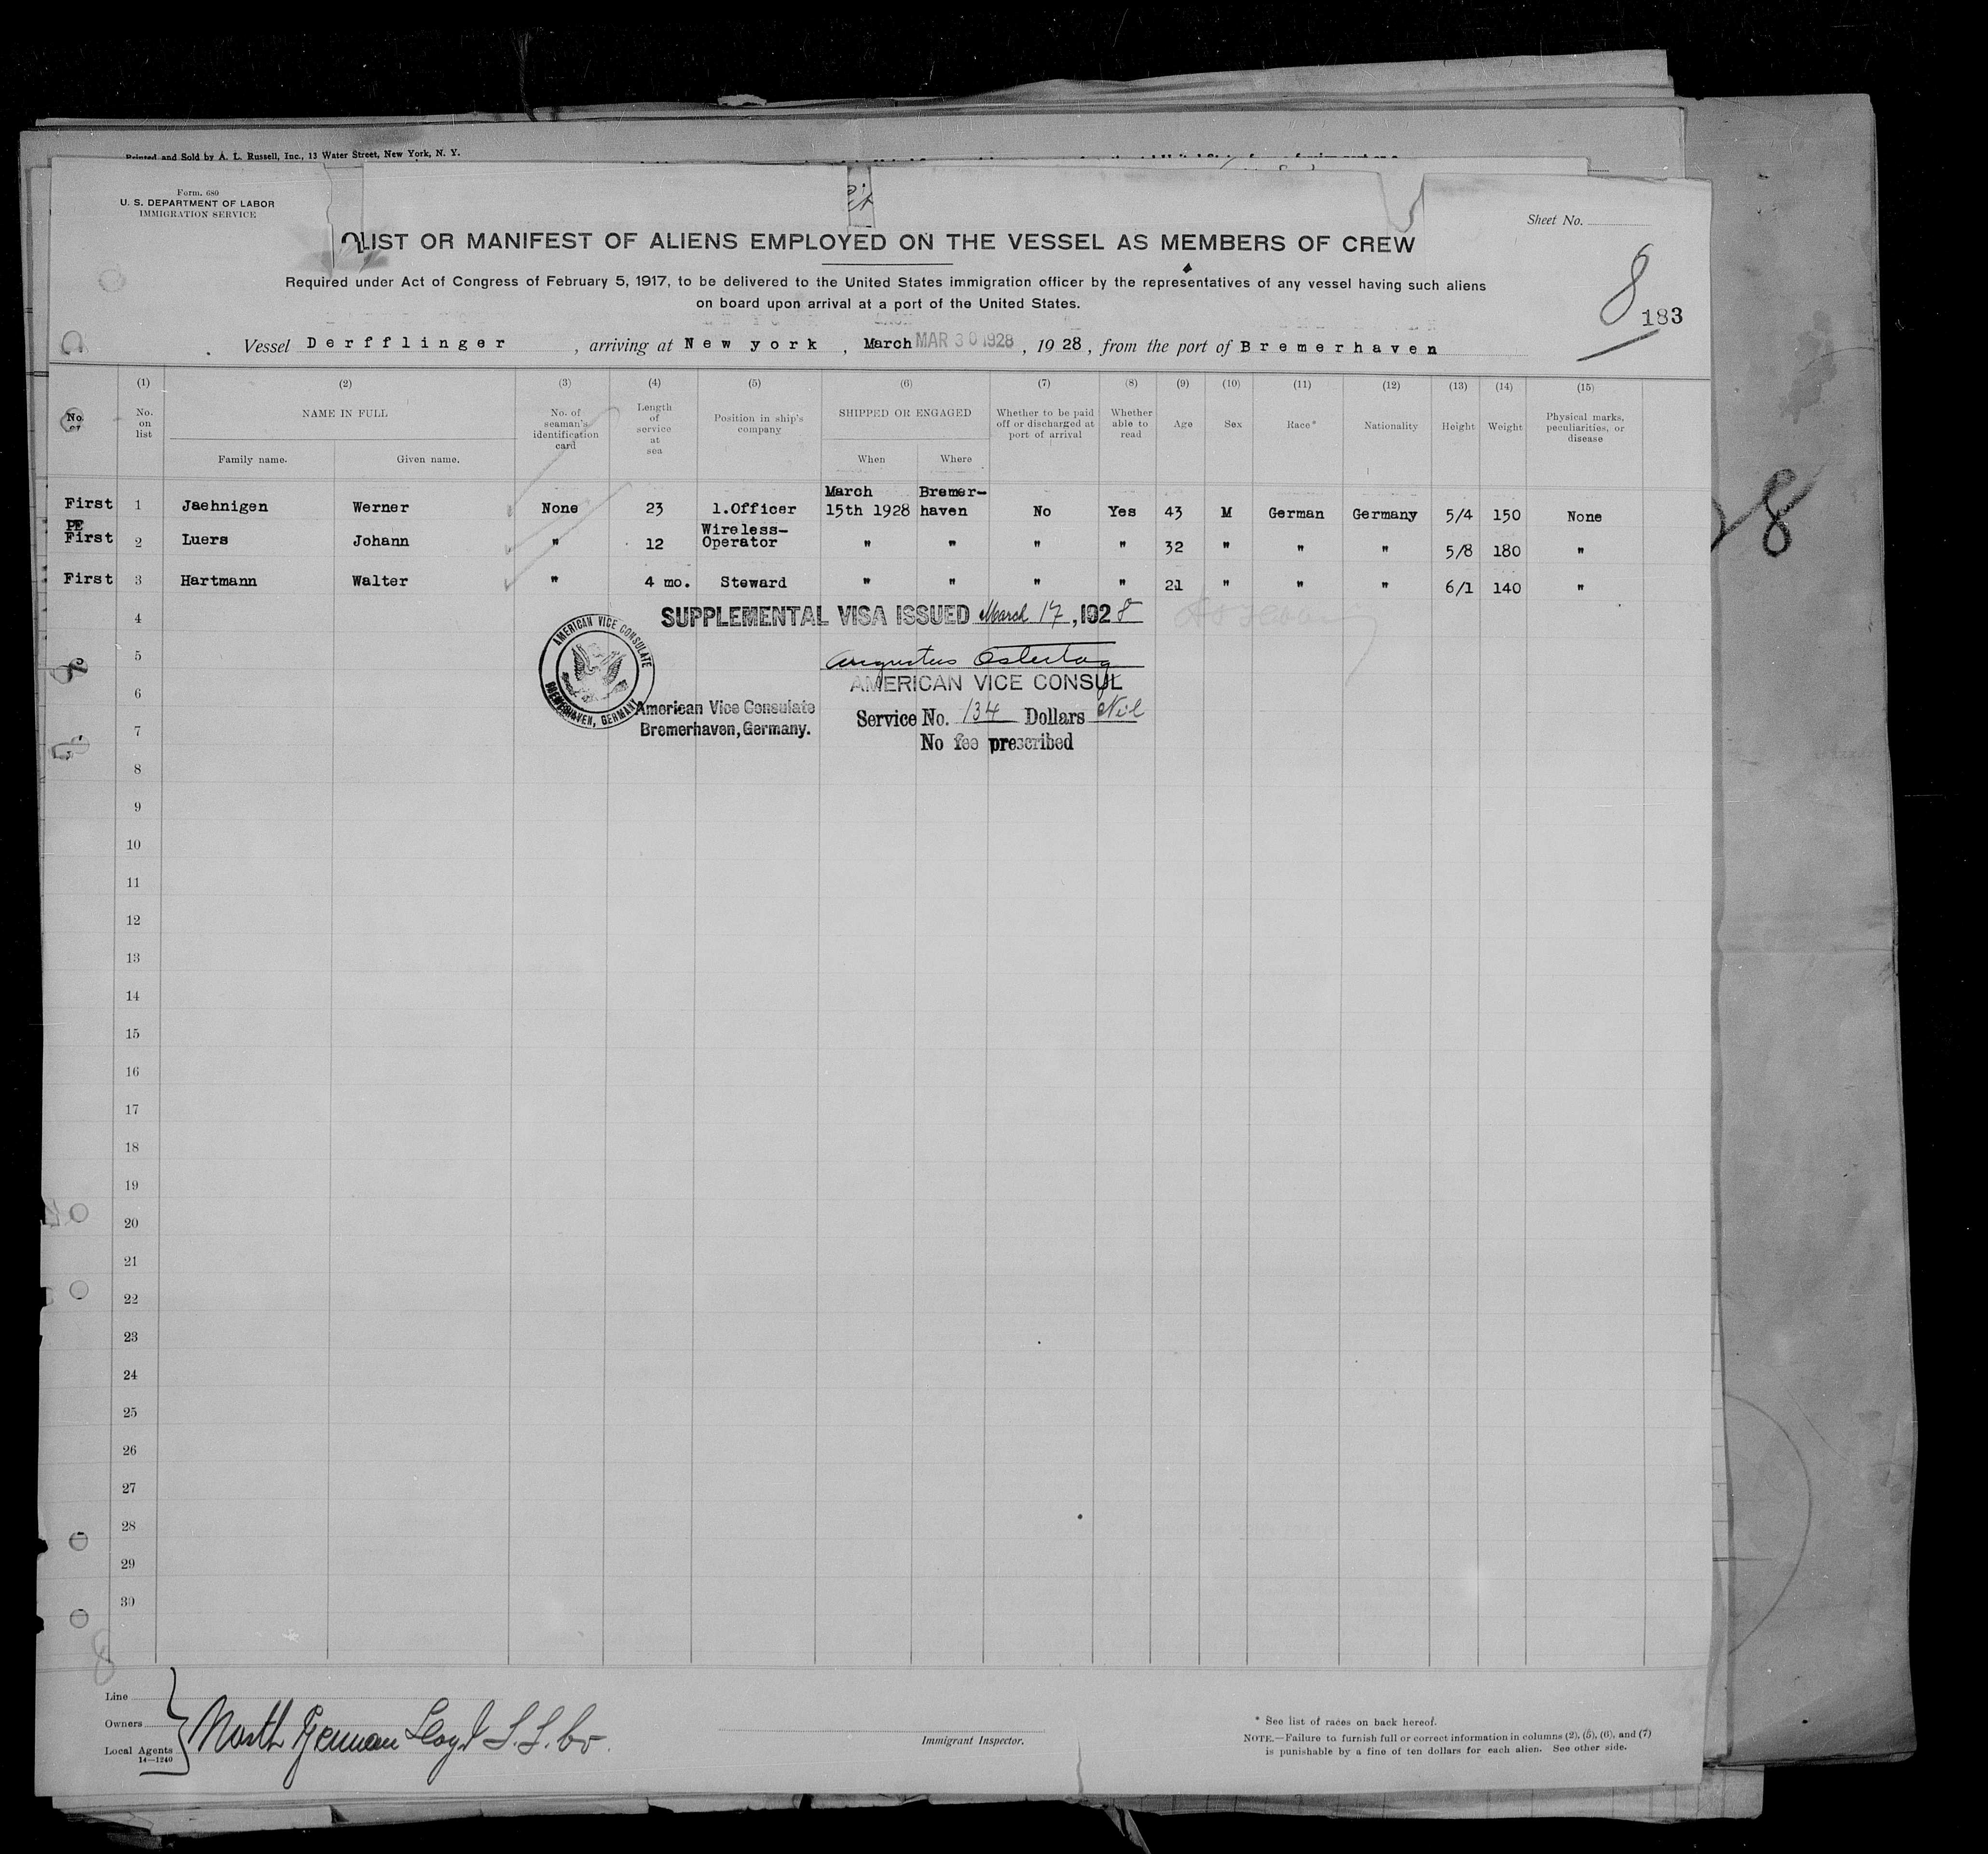 Printed and Sold by A. L. Russell, Inc., 13 Water Street, New York, N. Y.
Form. 680
U. S. DEPARTMENT OF LABOR
IMMIGRATION SERVICE
Sheet No.
LIST OR MANIFEST OF ALIENS EMPLOYED ON THE VESSEL AS MEMBERS OF CREW
Required under Act of Congress of February 5, 1917, to be delivered to the United States immigration officer by the representatives of any vessel having such aliens
on board upon arrival at a port of the United States.
8
183
Vessel Derfflinger , arriving at New york , March MAR 30 1928 , 19 28 , from the port of Bremerhaven
(1) (2) (3) (4) (5) (6) (7) (8) (9) (10) (11) (12) (13) (14) (15)
No. on list NAME IN FULL No. of seaman's identification card Length of service at sea Position in ship's company SHIPPED OR ENGAGED Whether to be paid off or discharged at port of arrival Whether able to read Age Sex Race* Nationality Height Weight Physical marks, peculiarities, or disease
Family name. Given name. When Where
First 1 Jaehnigen Werner None 23 1.Officer March 15th 1928 Bremer-haven No Yes 43 M German Germany 5/4 150 None
PE
First 2 Luers Johann " 12 Wireless-Operator " " " " 32 " " " 5/8 180 "
First 3 Hartmann Walter " 4 mo. Steward " " " " 21 " " " 6/1 140 "
4
SUPPLEMENTAL VISA ISSUED March 17, 1928
5
Augustus Ostertag
AMERICAN VICE CONSUL
AMERICAN VICE CONSULATE
BREMERHAVEN, GERMANY
6
American Vice Consulate
Bremerhaven, Germany.
Service No. 134 Dollars Nil
No fee prescribed
7
8
9
10
11
12
13
14
15
16
17
18
19
20
21
22
23
24
25
26
27
28
29
30
8
28
Line
Owners
Local Agents
14—1240
North German Lloyd S.S. Co.
Immigrant Inspector.
* See list of races on back hereof.
NOTE.—Failure to furnish full or correct information in columns (2), (5), (6), and (7)
is punishable by a fine of ten dollars for each alien. See other side.